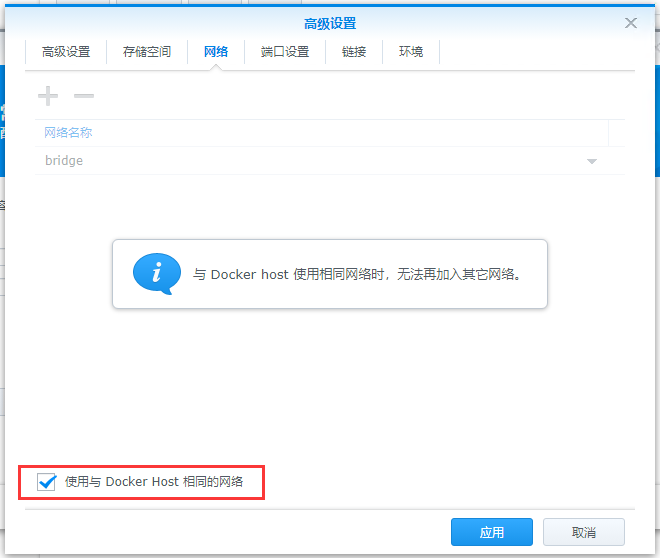 高级设置
高级设置 存储空间 网络 端口设置 链接 环境
网络名称
bridge
与 Docker host 使用相同网络时，无法再加入其它网络。
使用与 Docker Host 相同的网络
应用 取消